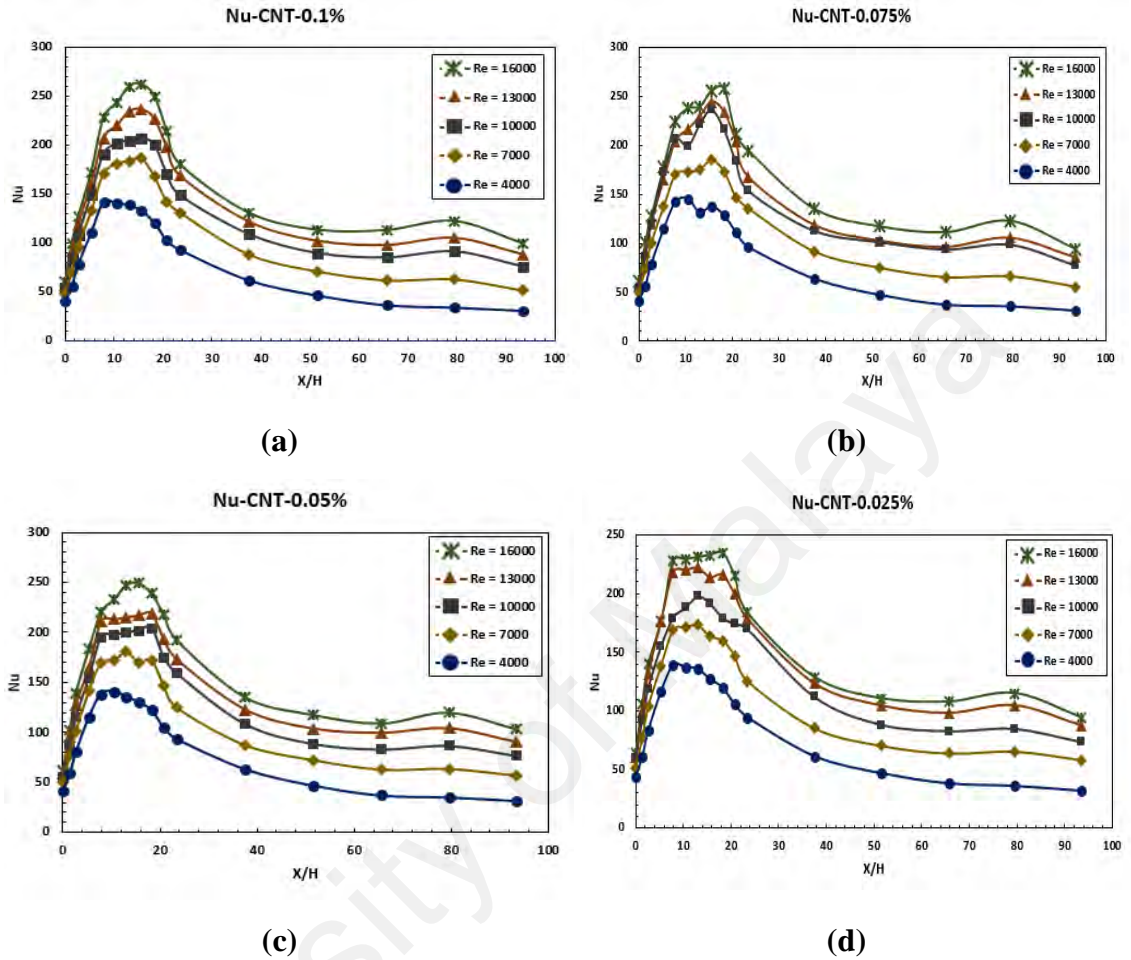 Nu-CNT-0.1%
300
250
200
150
100
50
0
Nu
0 10 20 30 40 50 60 70 80 90 100
X/H
Re = 16000
Re = 13000
Re = 10000
Re = 7000
Re = 4000
(a)
Nu-CNT-0.075%
300
250
200
150
100
50
0
Nu
0 10 20 30 40 50 60 70 80 90 100
X/H
Re = 16000
Re = 13000
Re = 10000
Re = 7000
Re = 4000
(b)
Nu-CNT-0.05%
300
250
200
150
100
50
0
Nu
0 20 40 60 80 100
X/H
Re = 16000
Re = 13000
Re = 10000
Re = 7000
Re = 4000
(c)
Nu-CNT-0.025%
250
200
150
100
50
0
Nu
0 10 20 30 40 50 60 70 80 90 100
X/H
Re = 16000
Re = 13000
Re = 10000
Re = 7000
Re = 4000
(d)
sity of Malaya